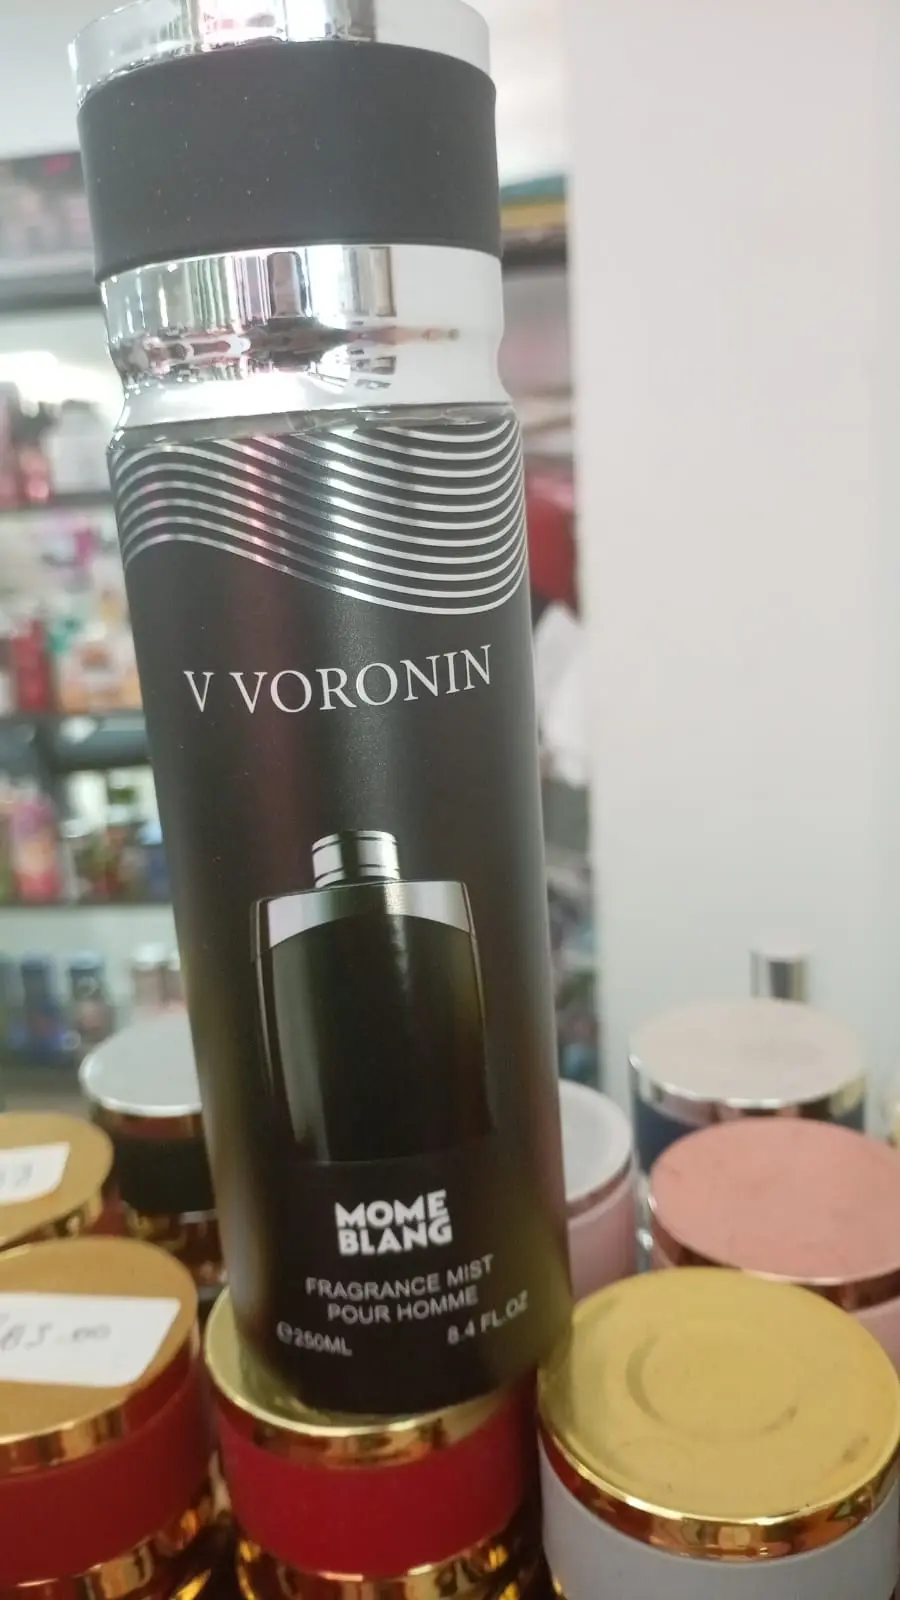 V VORONIN
MOME
BLANG
FRAGRANCE MIST
POUR HOMME
℮250ML 8.4 FL.OZ